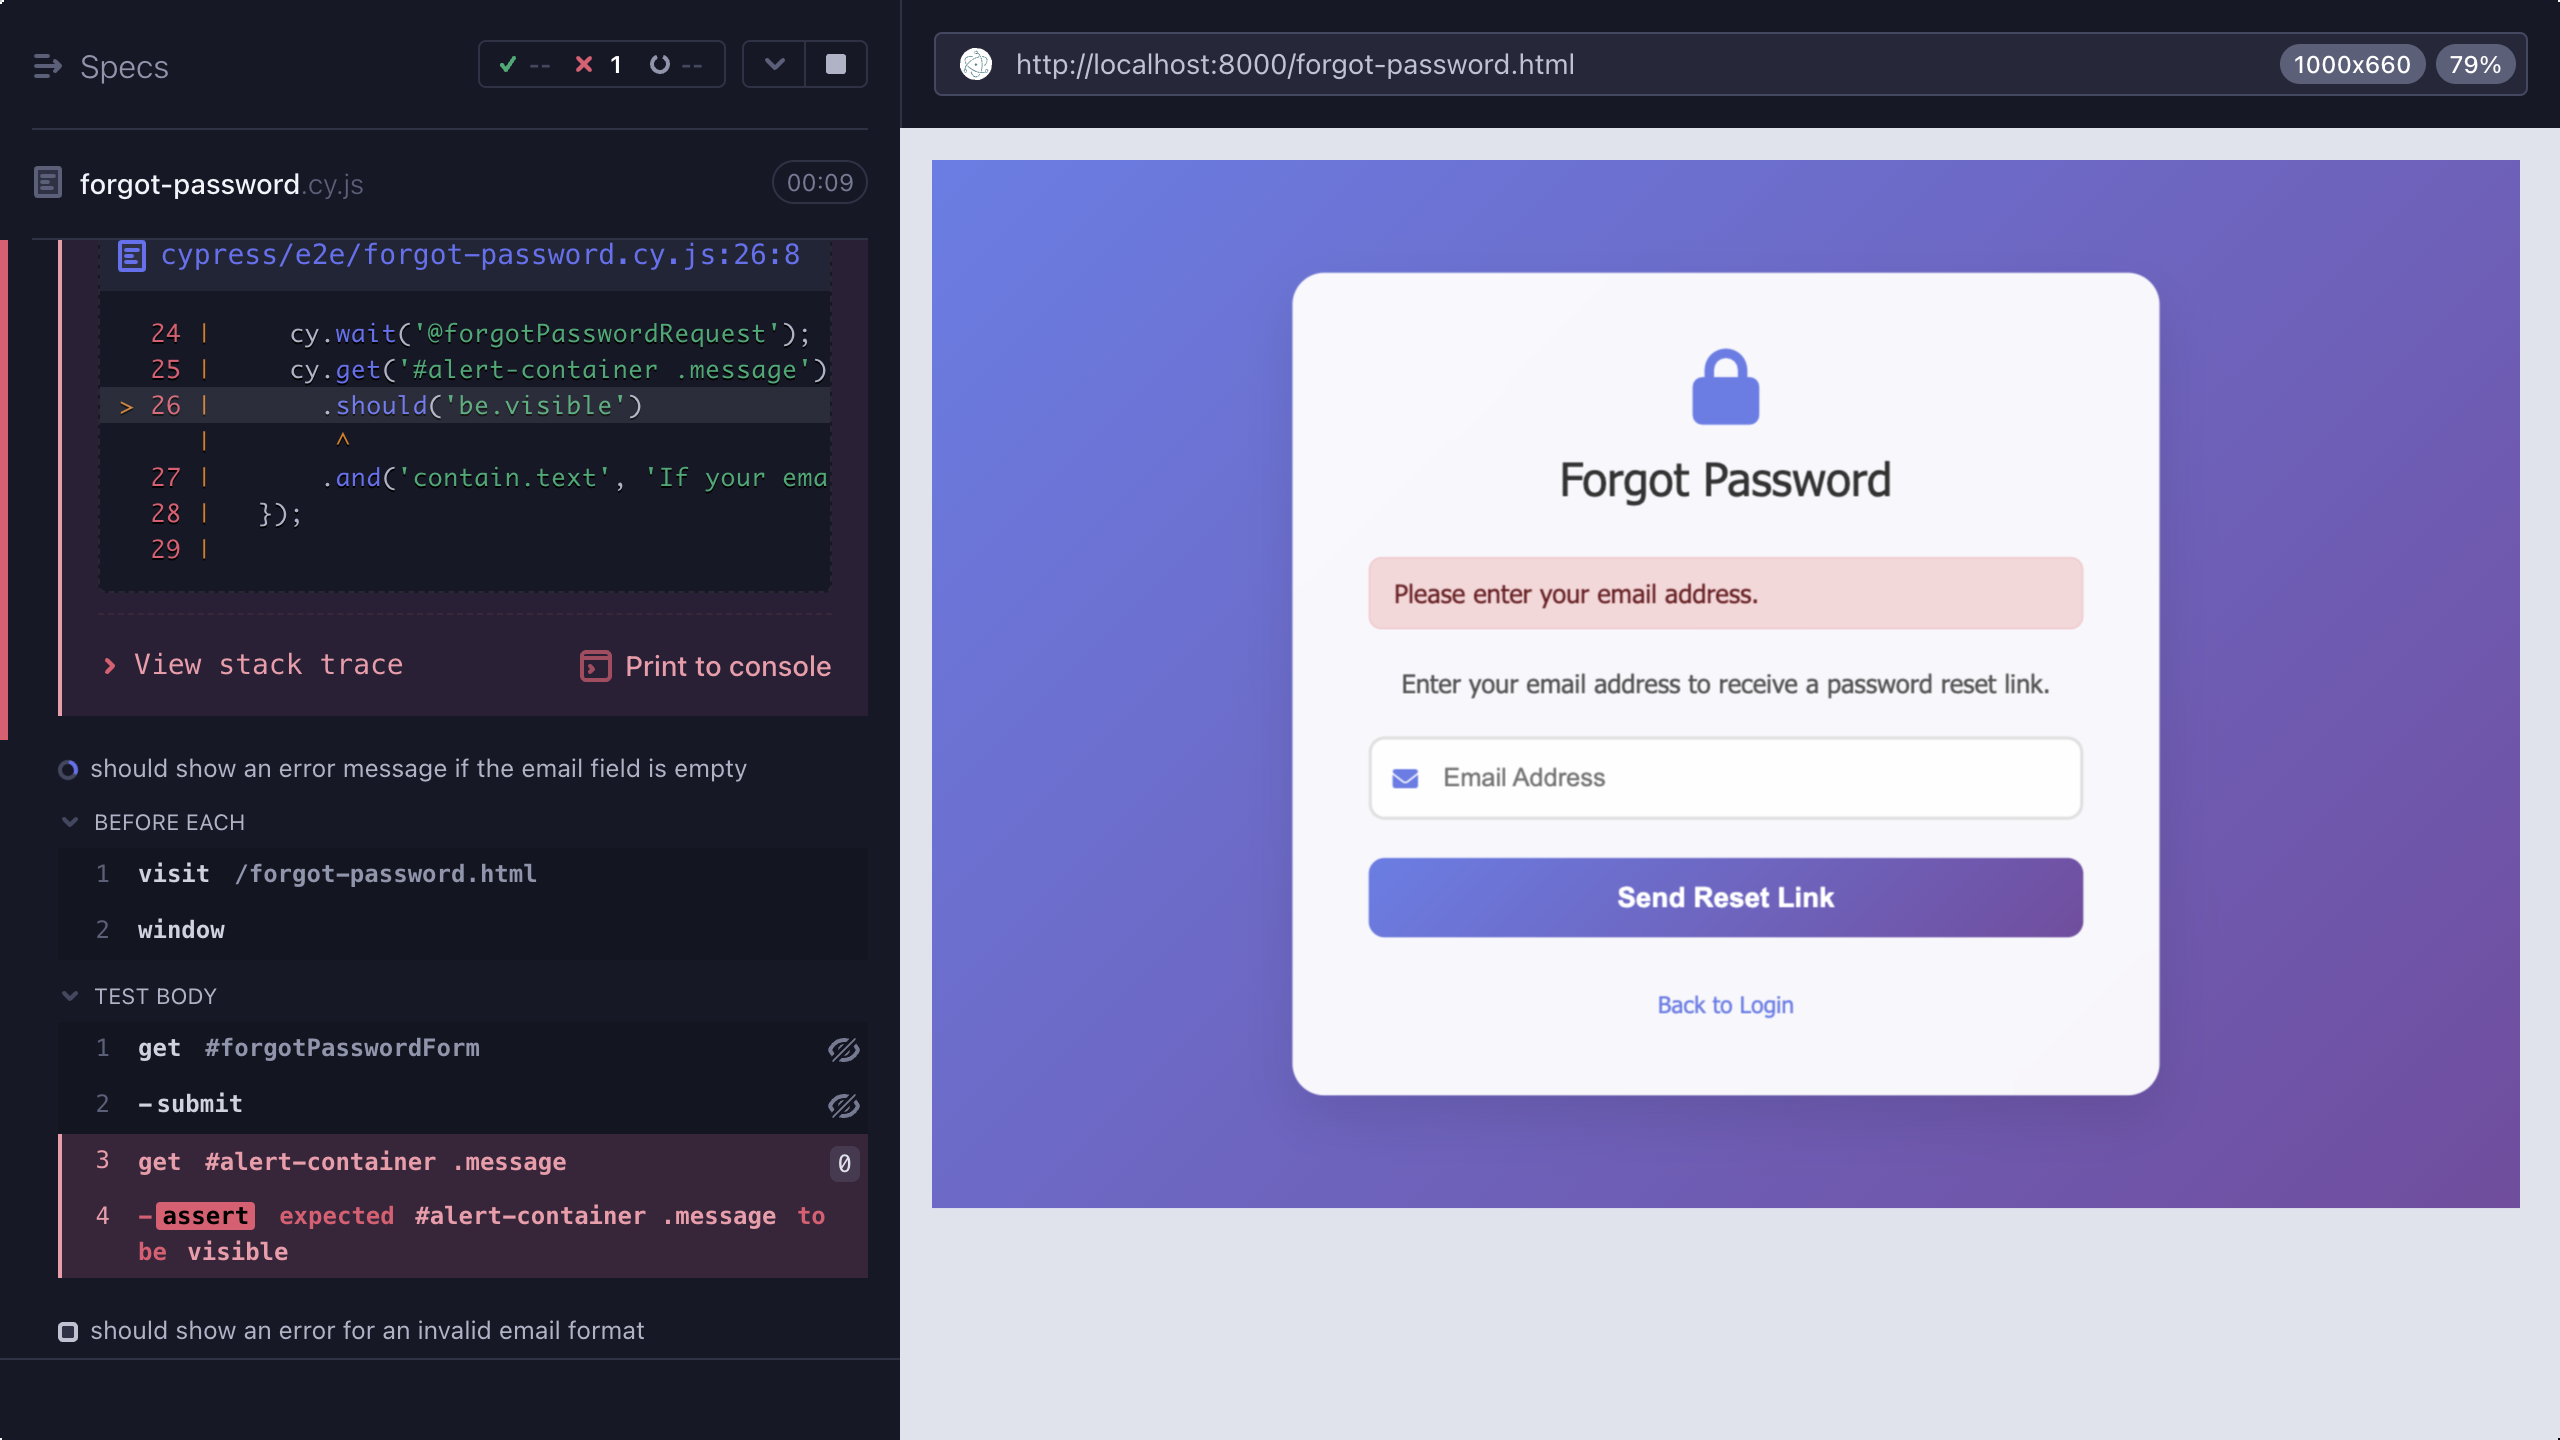 Specs
-- 1 --
http://localhost:8000/forgot-password.html
1000x660
79%
forgot-password.cy.js
00:09
cypress/e2e/forgot-password.cy.js:26:8
24 | cy.wait('@forgotPasswordRequest');
25 | cy.get('#alert-container .message')
> 26 | .should('be.visible')
| ^
27 | .and('contain.text', 'If your ema
28 | });
29 |
View stack trace
Print to console
should show an error message if the email field is empty
BEFORE EACH
1 visit /forgot-password.html
2 window
TEST BODY
1 get #forgotPasswordForm
2 -submit
3 get #alert-container .message 0
4 -assert expected #alert-container .message to
be visible
should show an error for an invalid email format
Forgot Password
Please enter your email address.
Enter your email address to receive a password reset link.
Email Address
Send Reset Link
Back to Login